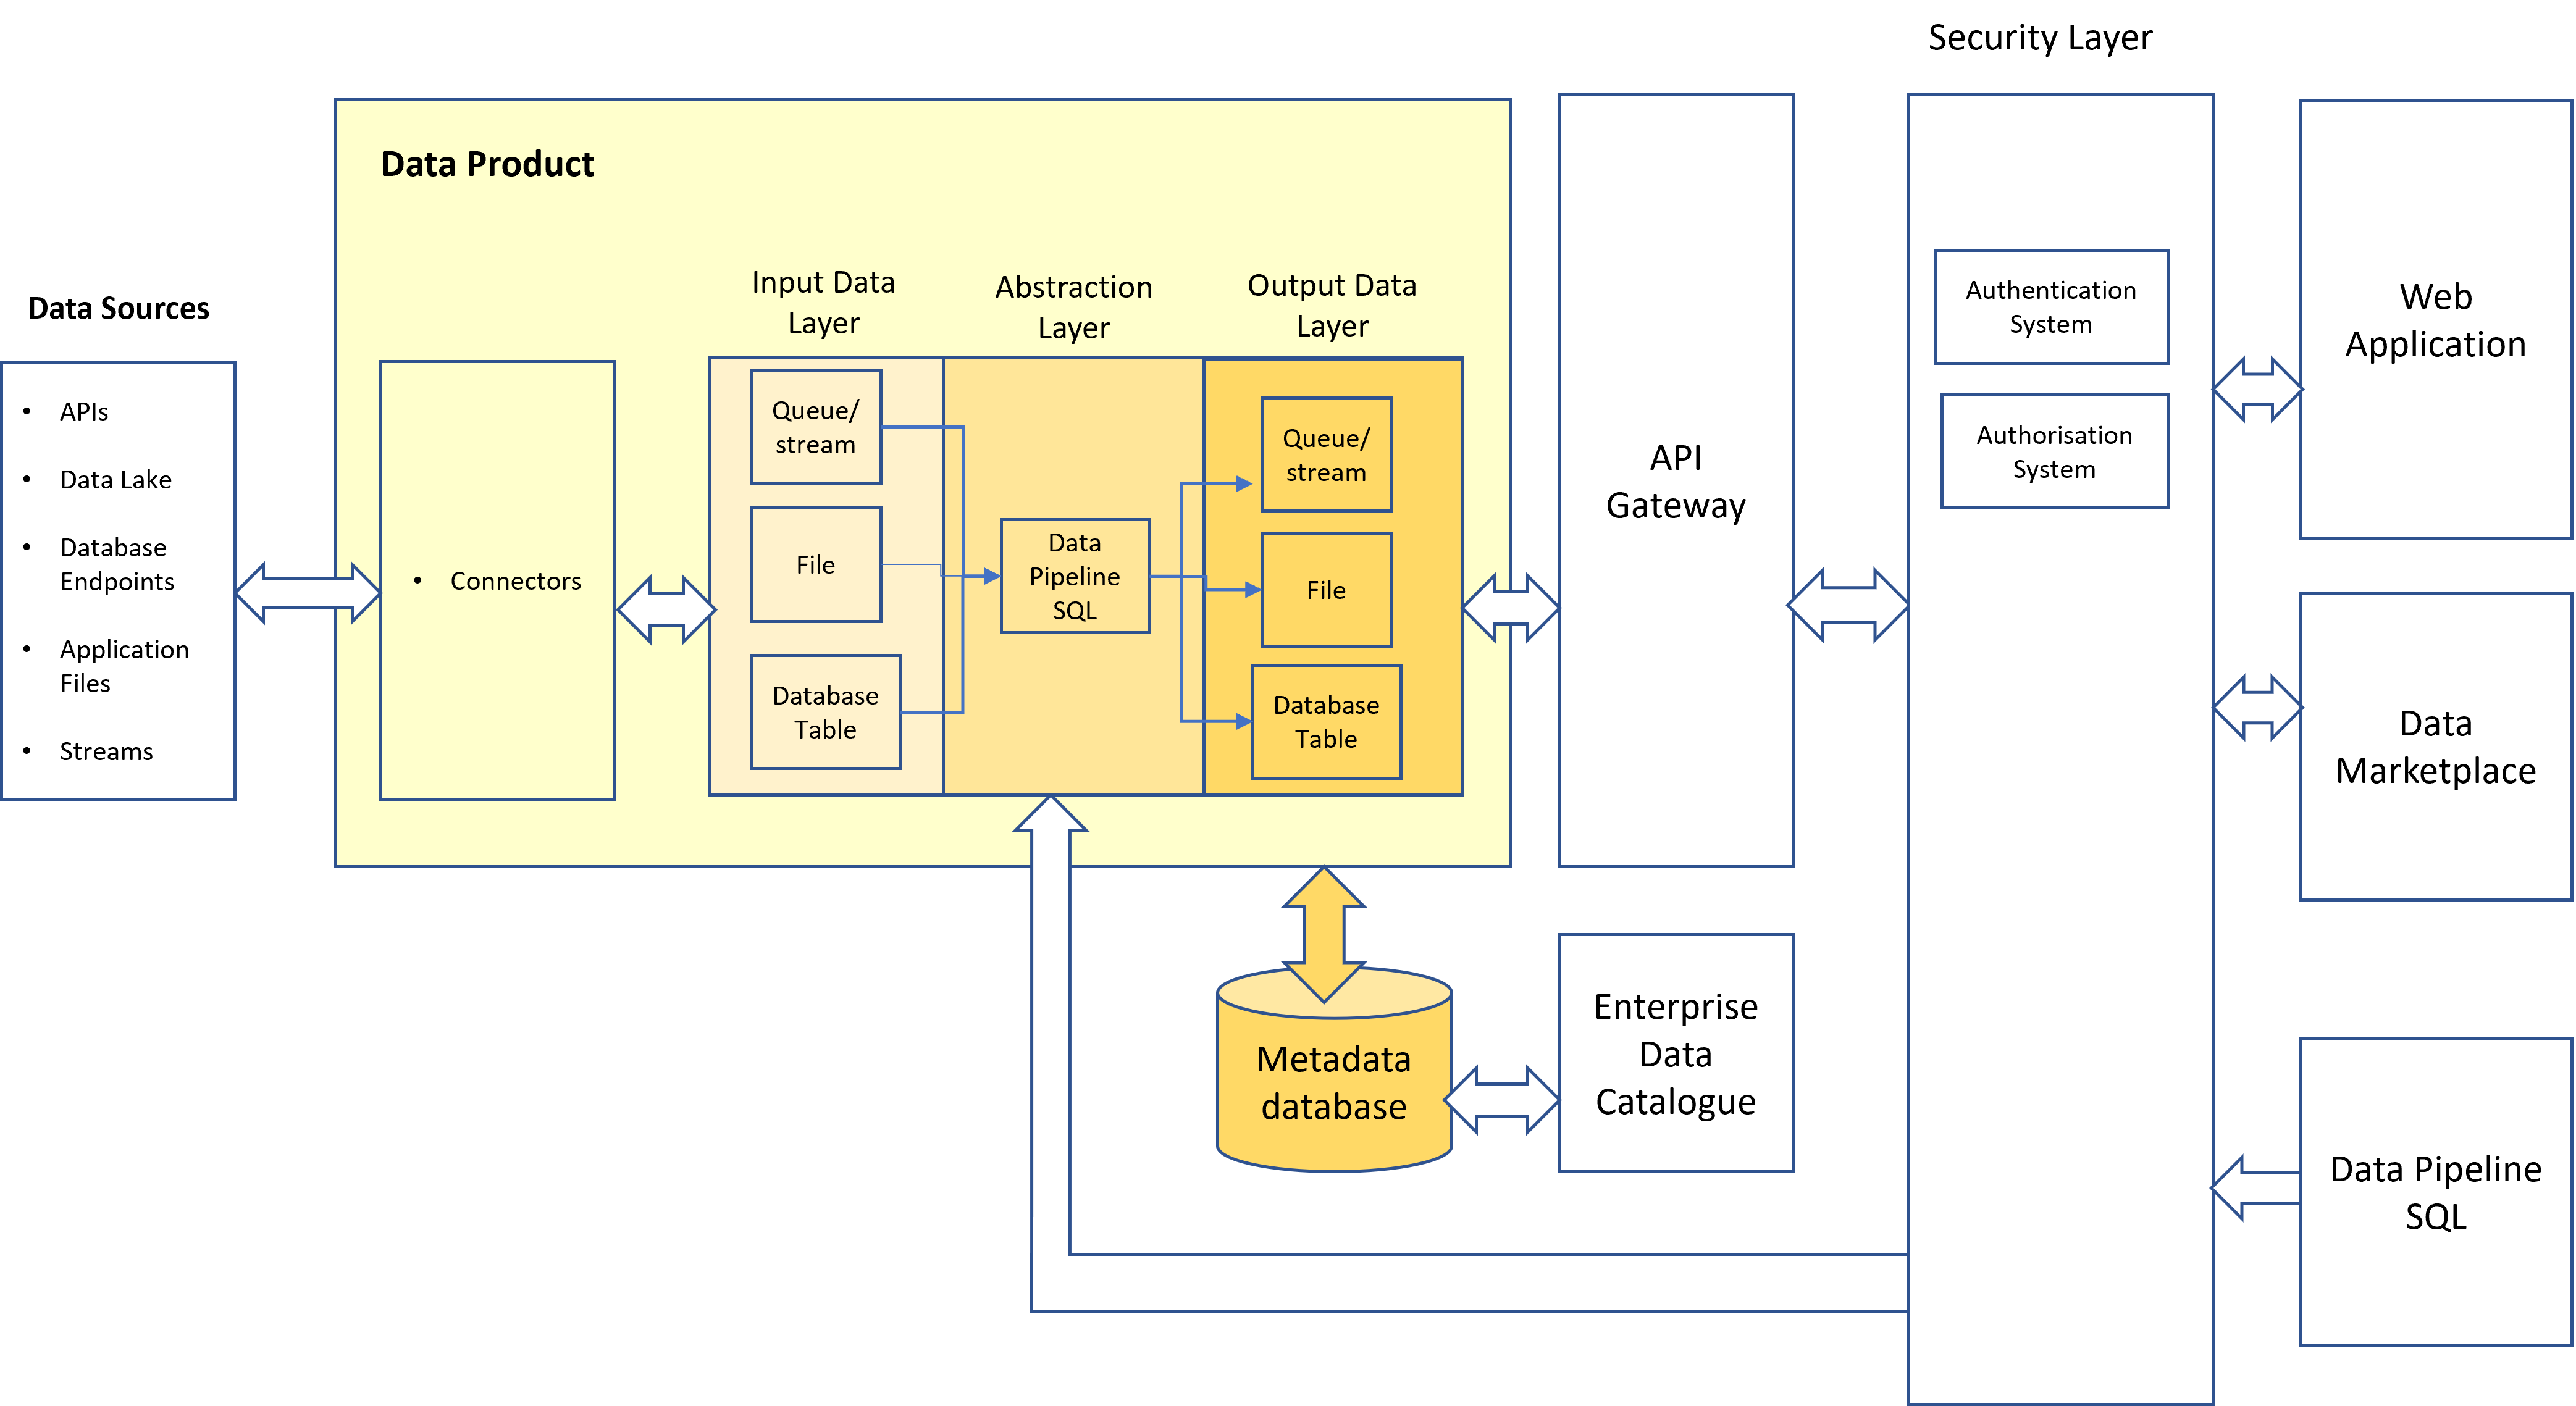 Security Layer
Data Product
Data Sources
• APIs
• Data Lake
• Database
Endpoints
• Application
Files
• Streams
• Connectors
Input Data
Layer
Queue/
stream
File
Database
Table
Abstraction
Layer
Data
Pipeline
SQL
Output Data
Layer
Queue/
stream
File
Database
Table
API
Gateway
Authentication
System
Authorisation
System
Web
Application
Data
Marketplace
Metadata
database
Enterprise
Data
Catalogue
Data Pipeline
SQL